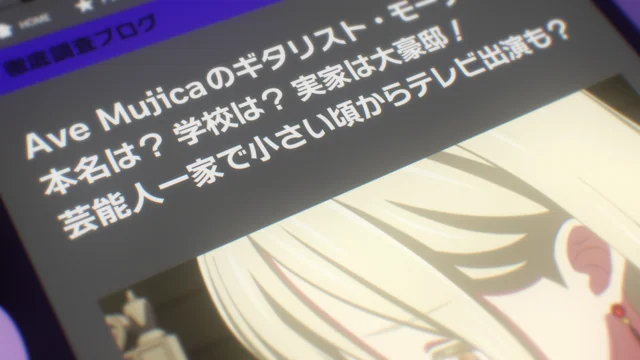 HOME
徹底調査ブログ
Ave Mujicaのギタリスト・モー
本名は？ 学校は？ 実家は大豪邸！
芸能人一家で小さい頃からテレビ出演も？